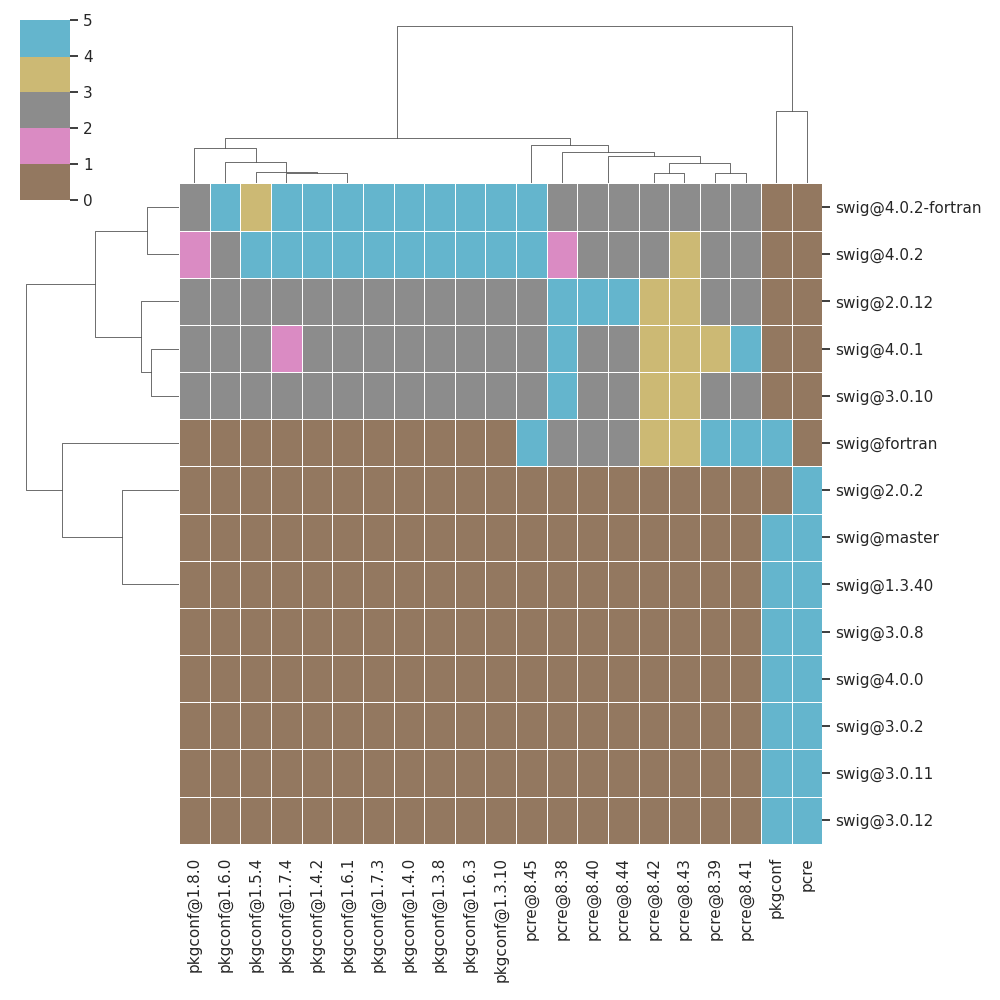 5
4
3
2
1
0
swig@4.0.2-fortran
swig@4.0.2
swig@2.0.12
swig@4.0.1
swig@3.0.10
swig@fortran
swig@2.0.2
swig@master
swig@1.3.40
swig@3.0.8
swig@4.0.0
swig@3.0.2
swig@3.0.11
swig@3.0.12
pkgconf@1.8.0
pkgconf@1.6.0
pkgconf@1.5.4
pkgconf@1.7.4
pkgconf@1.4.2
pkgconf@1.6.1
pkgconf@1.7.3
pkgconf@1.4.0
pkgconf@1.3.8
pkgconf@1.6.3
pkgconf@1.3.10
pcre@8.45
pcre@8.38
pcre@8.40
pcre@8.44
pcre@8.42
pcre@8.43
pcre@8.39
pcre@8.41
pkgconf
pcre